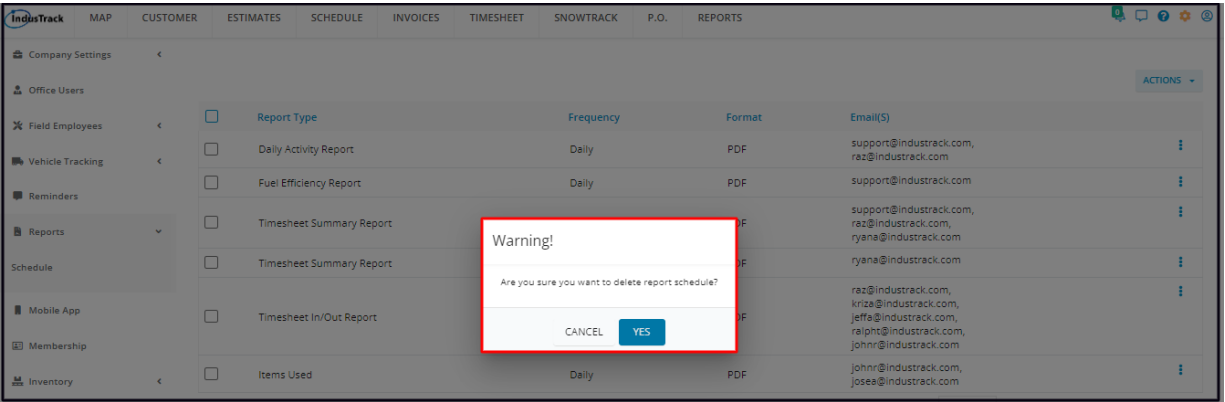 IndusTrack MAP CUSTOMER ESTIMATES SCHEDULE INVOICES TIMESHEET SNOWTRACK P.O. REPORTS 0
Company Settings
ACTIONS
Office Users
Report Type Frequency Format Email(S)
Field Employees
Daily Activity Report Daily PDF support@industrack.com,
raz@industrack.com
Vehicle Tracking
Fuel Efficiency Report Daily PDF support@industrack.com
Reminders
support@industrack.com,
Timesheet Summary Report DF raz@industrack.com,
ryana@industrack.com
Reports
Warning!
Timesheet Summary Report DF ryana@industrack.com
Schedule
Are you sure you want to delete report schedule?
raz@industrack.com,
kriza@industrack.com,
Mobile App
Timesheet In/Out Report DF jeffa@industrack.com,
ralpht@industrack.com,
johnr@industrack.com
CANCEL YES
Membership
Items Used Daily PDF johnr@industrack.com,
josea@industrack.com
Inventory